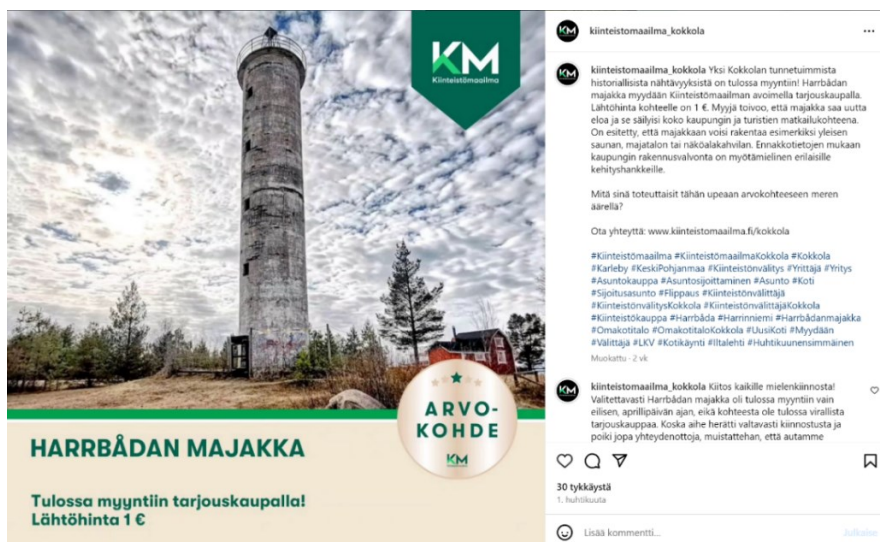 KM
Kiinteistömaailma
ARVO-
KOHDE
KM
HARRBÅDAN MAJAKKA
Tulossa myyntiin tarjouskaupalla!
Lähtöhinta 1 €
KM
kiinteistomaailma_kokkola
KM
kiinteistomaailma_kokkola Yksi Kokkolan tunnetuimmista
historiallisista nähtävyyksistä on tulossa myyntiin! Harrbådan
majakka myydään Kiinteistömaailman avoimella tarjouskaupalla.
Lähtöhinta kohteelle on 1 €. Myyjä toivoo, että majakka saa uutta
eloa ja se säilyisi koko kaupungin ja turistien matkailukohteena.
On esitetty, että majakkaan voisi rakentaa esimerkiksi yleisen
saunan, majatalon tai näköalakahvilan. Ennakkotietojen mukaan
kaupungin rakennusvalvonta on myötämielinen erilaisille
kehityshankkeille.
Mitä sinä toteuttaisit tähän upeaan arvokohteeseen meren
äärellä?
Ota yhteyttä: www.kiinteistomaailma.fi/kokkola
#Kiinteistömaailma #KiinteistömaailmaKokkola #Kokkola
#Karleby #KeskiPohjanmaa #Kiinteistönvälitys #Yrittäjä #Yritys
#Asuntokauppa #Asuntosijoittaminen #Asunto #Koti
#Sijoitusasunto #Flippaus #Kiinteistönvälittäjä
#KiinteistönvälitysKokkola #KiinteistönvälittäjäKokkola
#Kiinteistökauppa #Harrbåda #Harrinniemi #Harrbådanmajakka
#Omakotitalo #OmakotitaloKokkola #UusiKoti #Myydään
#Välittäjä #LKV #Kotikäynti #Iltalehti #Huhtikuunensimmäinen
Muokattu · 2 vk
KM
kiinteistomaailma_kokkola Kiitos kaikille mielenkiinnosta!
Valitettavasti Harrbådan majakka oli tulossa myyntiin vain
eilisen, aprillipäivän ajan, eikä kohteesta ole tulossa virallista
tarjouskauppaa. Koska aihe herätti valtavasti kiinnostusta ja
poiki jopa yhteydenottoja, muistattehan, että autamme
30 tykkäystä
1. huhtikuuta
Lisää kommentti...
Julkaise